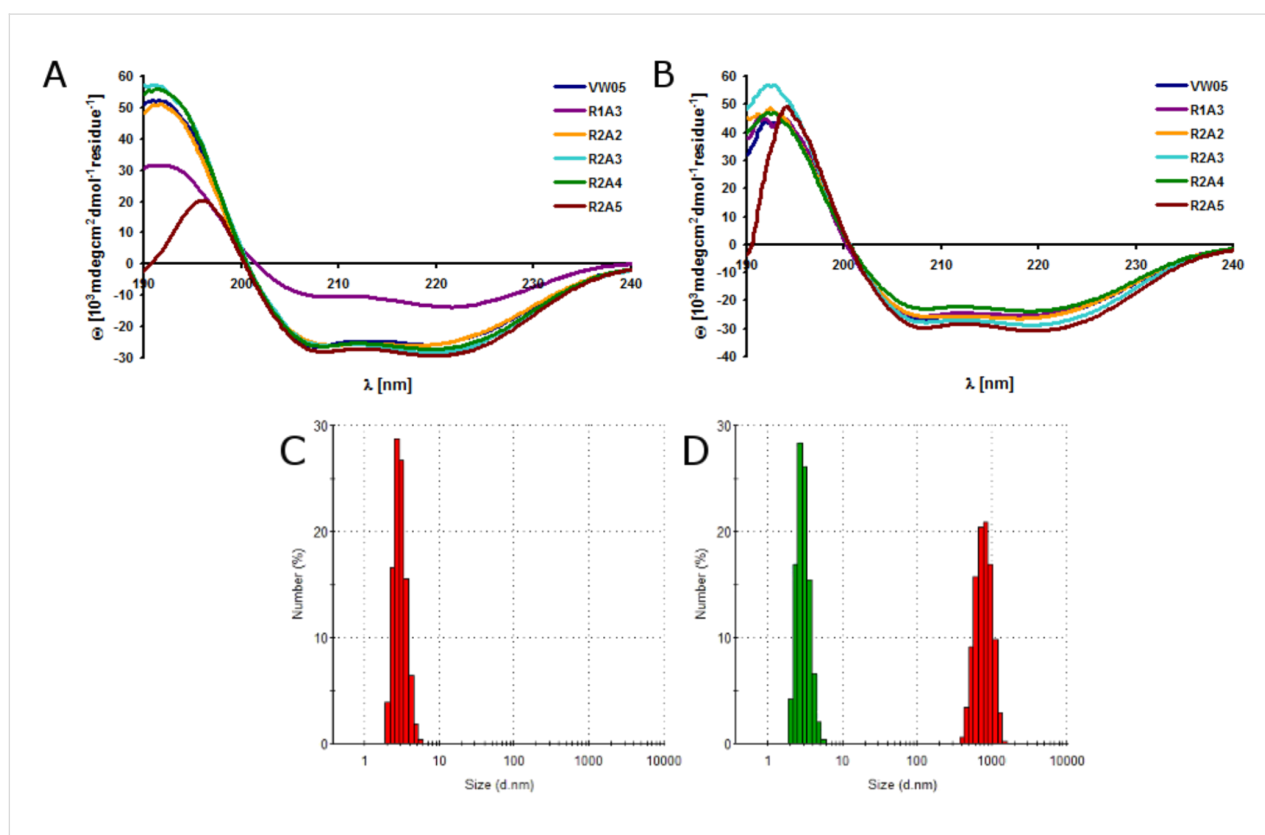 A
60
50
40
30
20
10
0
-10
-20
-30
190
200
210
220
230
240
Θ [10³mdegcm²dmol⁻¹residue⁻¹]
λ [nm]
VW05
R1A3
R2A2
R2A3
R2A4
R2A5
B
60
50
40
30
20
10
0
-10
-20
-30
-40
190
200
210
220
230
240
Θ [10³mdegcm²dmol⁻¹residue⁻¹]
λ [nm]
VW05
R1A3
R2A2
R2A3
R2A4
R2A5
C
30
20
10
0
Number (%)
1
10
100
1000
10000
Size (d.nm)
D
30
20
10
0
Number (%)
1
10
100
1000
10000
Size (d.nm)